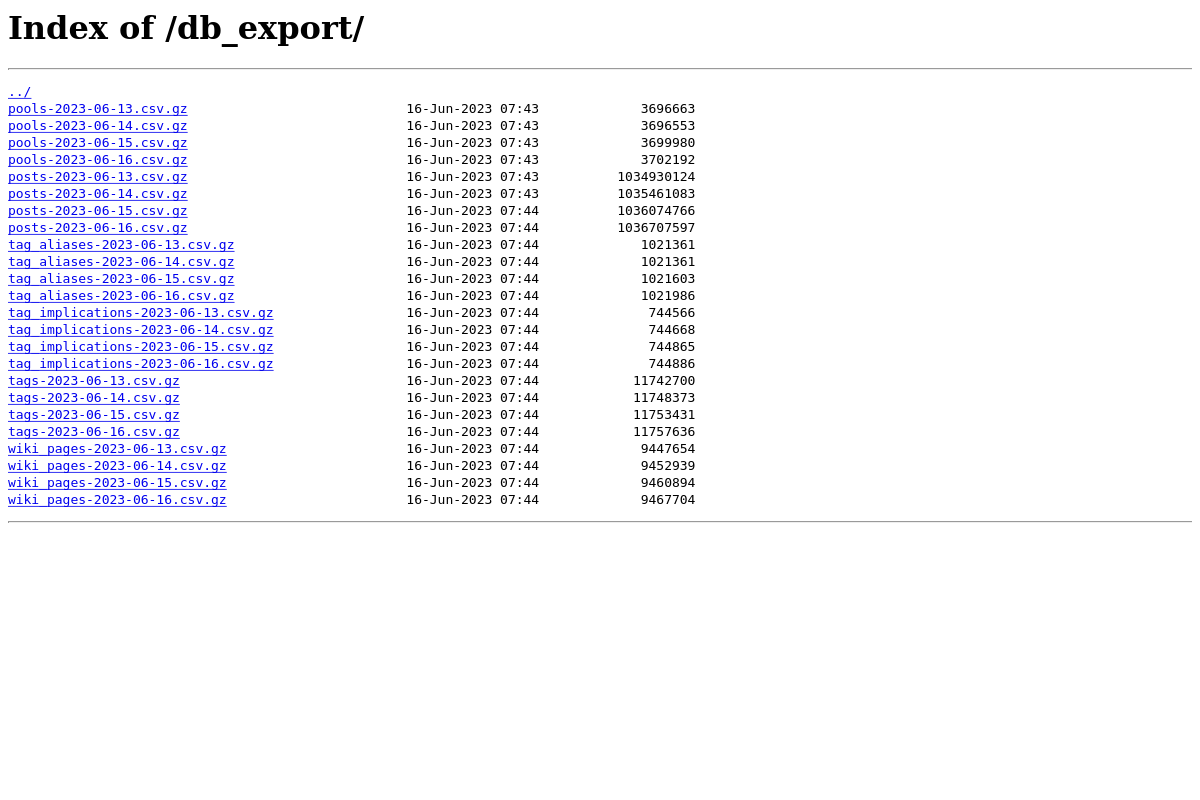 Index of /db_export/
../
pools-2023-06-13.csv.gz 16-Jun-2023 07:43 3696663
pools-2023-06-14.csv.gz 16-Jun-2023 07:43 3696553
pools-2023-06-15.csv.gz 16-Jun-2023 07:43 3699980
pools-2023-06-16.csv.gz 16-Jun-2023 07:43 3702192
posts-2023-06-13.csv.gz 16-Jun-2023 07:43 1034930124
posts-2023-06-14.csv.gz 16-Jun-2023 07:43 1035461083
posts-2023-06-15.csv.gz 16-Jun-2023 07:44 1036074766
posts-2023-06-16.csv.gz 16-Jun-2023 07:44 1036707597
tag_aliases-2023-06-13.csv.gz 16-Jun-2023 07:44 1021361
tag_aliases-2023-06-14.csv.gz 16-Jun-2023 07:44 1021361
tag_aliases-2023-06-15.csv.gz 16-Jun-2023 07:44 1021603
tag_aliases-2023-06-16.csv.gz 16-Jun-2023 07:44 1021986
tag_implications-2023-06-13.csv.gz 16-Jun-2023 07:44 744566
tag_implications-2023-06-14.csv.gz 16-Jun-2023 07:44 744668
tag_implications-2023-06-15.csv.gz 16-Jun-2023 07:44 744865
tag_implications-2023-06-16.csv.gz 16-Jun-2023 07:44 744886
tags-2023-06-13.csv.gz 16-Jun-2023 07:44 11742700
tags-2023-06-14.csv.gz 16-Jun-2023 07:44 11748373
tags-2023-06-15.csv.gz 16-Jun-2023 07:44 11753431
tags-2023-06-16.csv.gz 16-Jun-2023 07:44 11757636
wiki_pages-2023-06-13.csv.gz 16-Jun-2023 07:44 9447654
wiki_pages-2023-06-14.csv.gz 16-Jun-2023 07:44 9452939
wiki_pages-2023-06-15.csv.gz 16-Jun-2023 07:44 9460894
wiki_pages-2023-06-16.csv.gz 16-Jun-2023 07:44 9467704